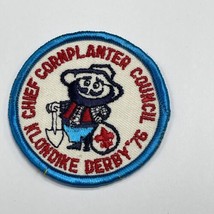 CHIEF CORNPLANTER COUNCIL
KLONDIKE DERBY '76